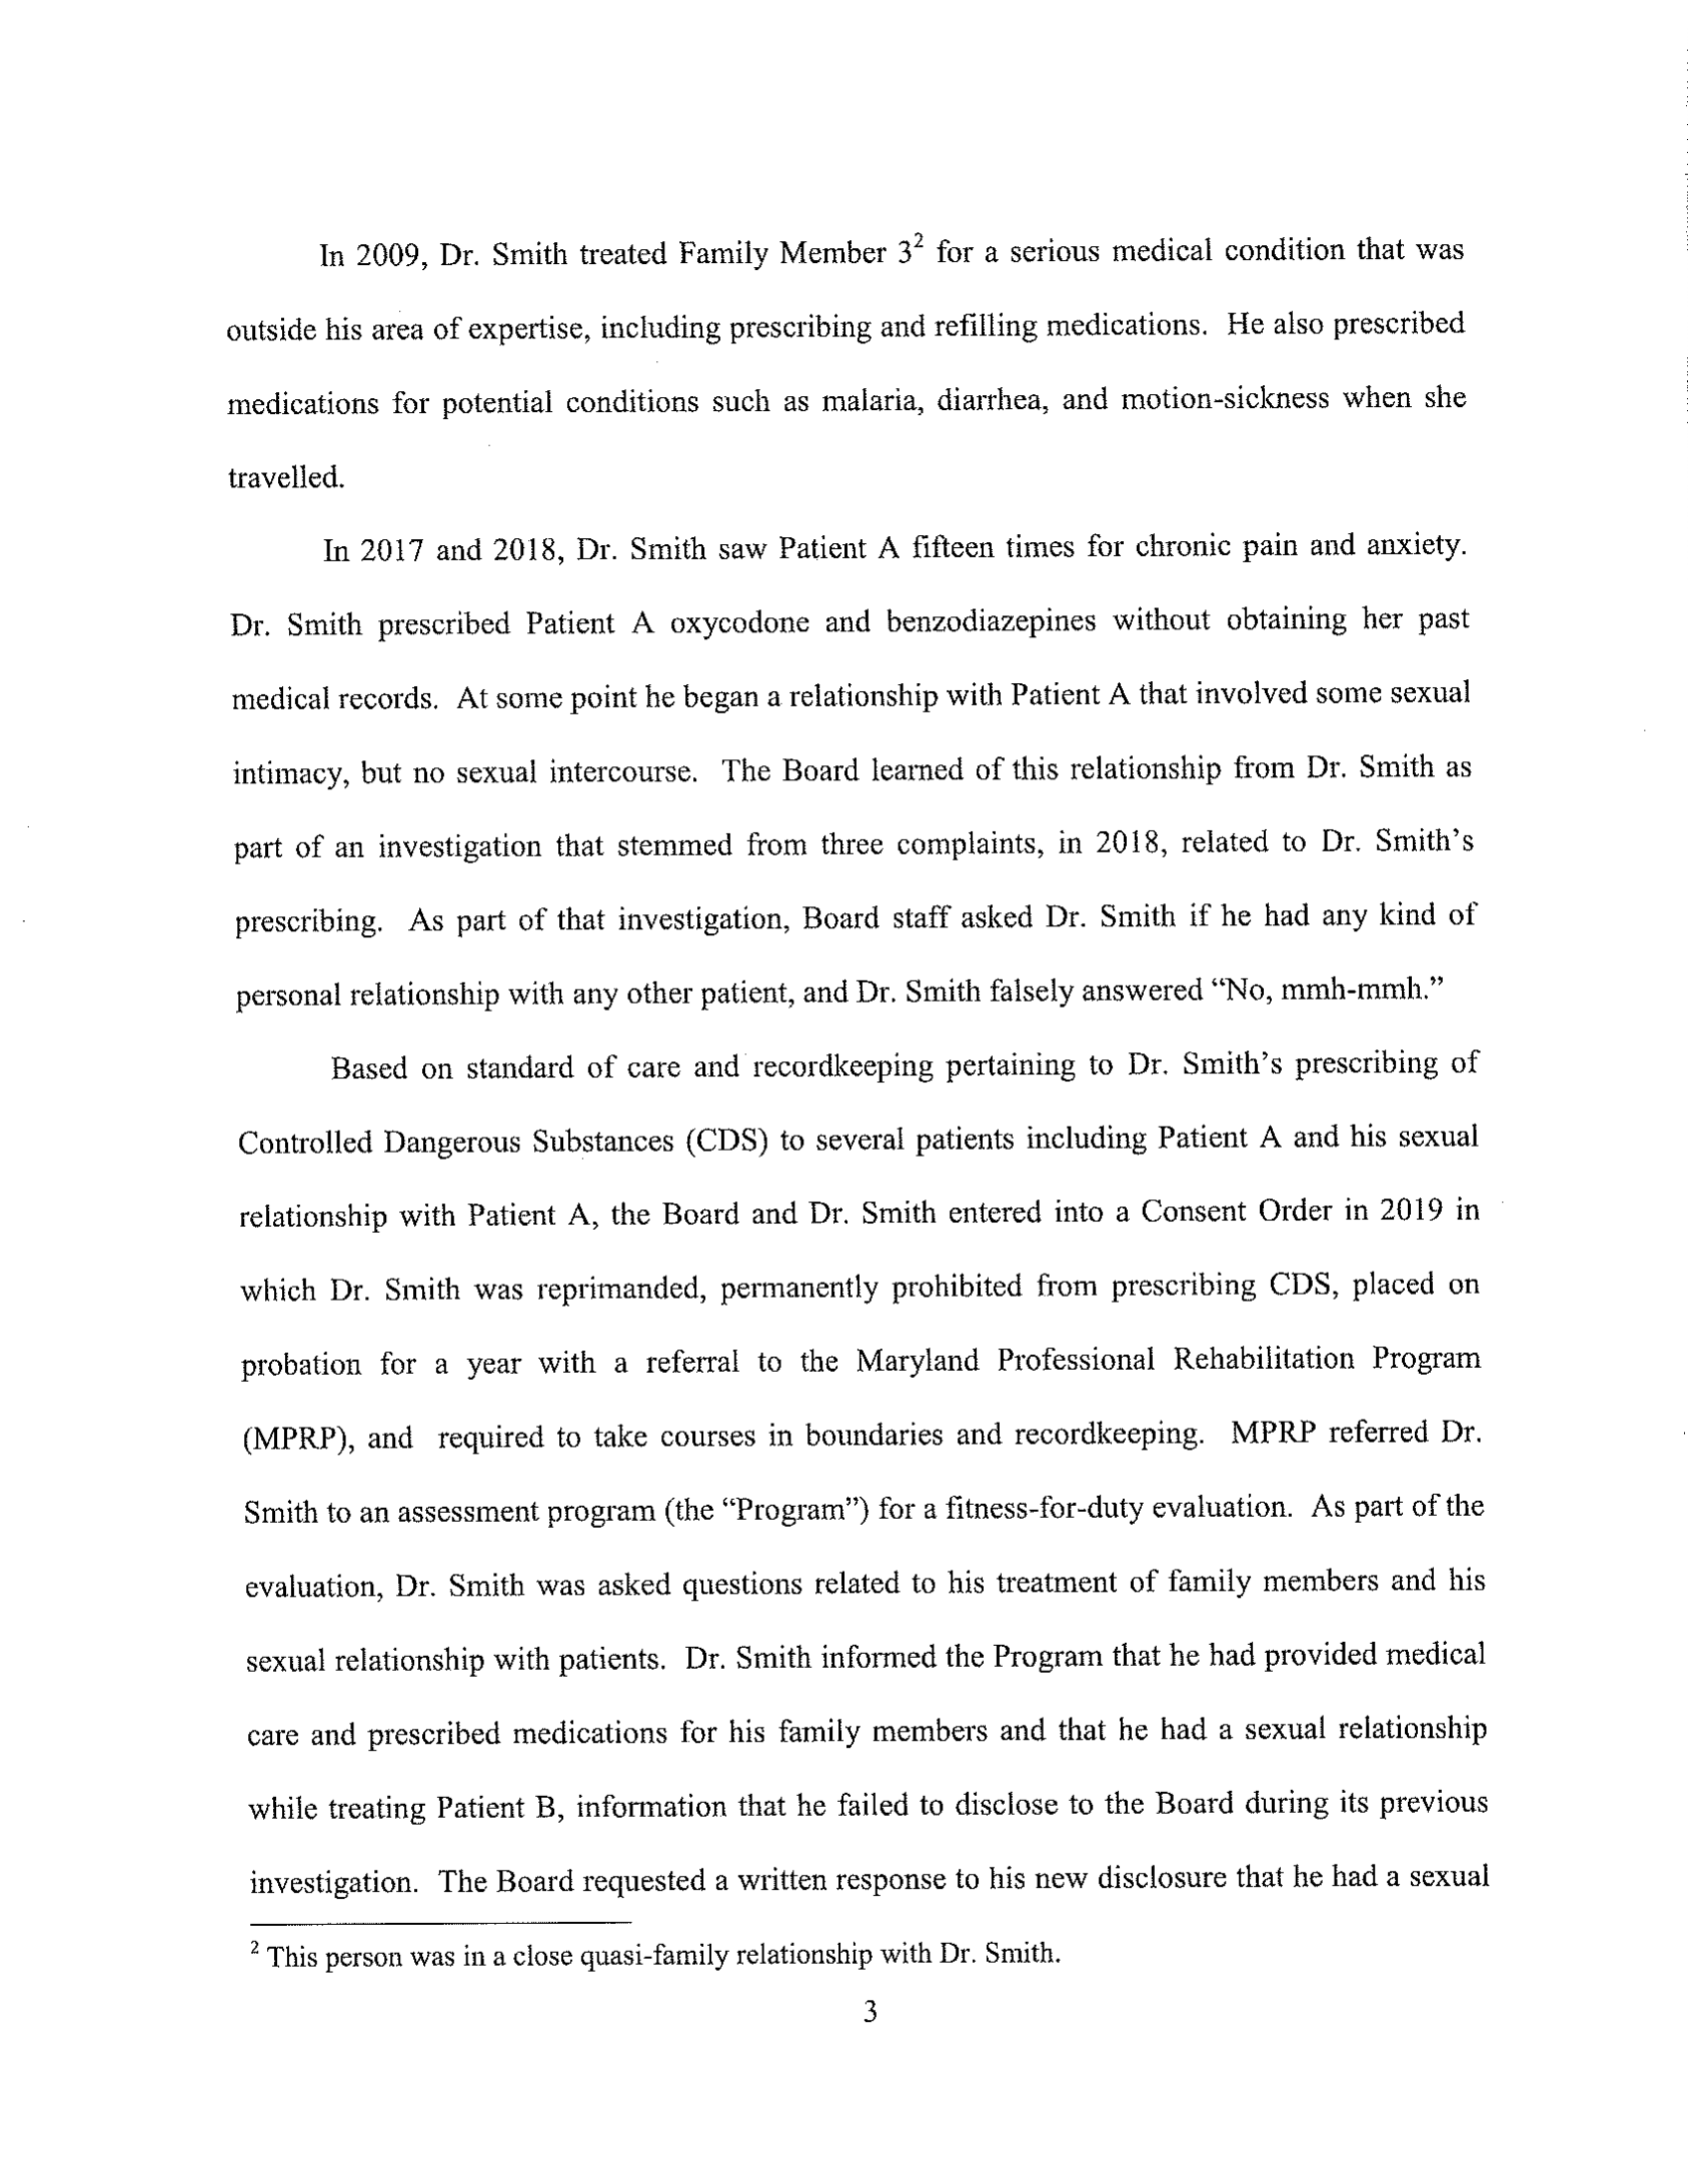 In 2009, Dr. Smith treated Family Member 3² for a serious medical condition that was
outside his area of expertise, including prescribing and refilling medications. He also prescribed
medications for potential conditions such as malaria, diarrhea, and motion-sickness when she
travelled.
In 2017 and 2018, Dr. Smith saw Patient A fifteen times for chronic pain and anxiety.
Dr. Smith prescribed Patient A oxycodone and benzodiazepines without obtaining her past
medical records. At some point he began a relationship with Patient A that involved some sexual
intimacy, but no sexual intercourse. The Board learned of this relationship from Dr. Smith as
part of an investigation that stemmed from three complaints, in 2018, related to Dr. Smith’s
prescribing. As part of that investigation, Board staff asked Dr. Smith if he had any kind of
personal relationship with any other patient, and Dr. Smith falsely answered “No, mmh-mmh.”
Based on standard of care and recordkeeping pertaining to Dr. Smith’s prescribing of
Controlled Dangerous Substances (CDS) to several patients including Patient A and his sexual
relationship with Patient A, the Board and Dr. Smith entered into a Consent Order in 2019 in
which Dr. Smith was reprimanded, permanently prohibited from prescribing CDS, placed on
probation for a year with a referral to the Maryland Professional Rehabilitation Program
(MPRP), and required to take courses in boundaries and recordkeeping. MPRP referred Dr.
Smith to an assessment program (the “Program”) for a fitness-for-duty evaluation. As part of the
evaluation, Dr. Smith was asked questions related to his treatment of family members and his
sexual relationship with patients. Dr. Smith informed the Program that he had provided medical
care and prescribed medications for his family members and that he had a sexual relationship
while treating Patient B, information that he failed to disclose to the Board during its previous
investigation. The Board requested a written response to his new disclosure that he had a sexual
² This person was in a close quasi-family relationship with Dr. Smith.
3